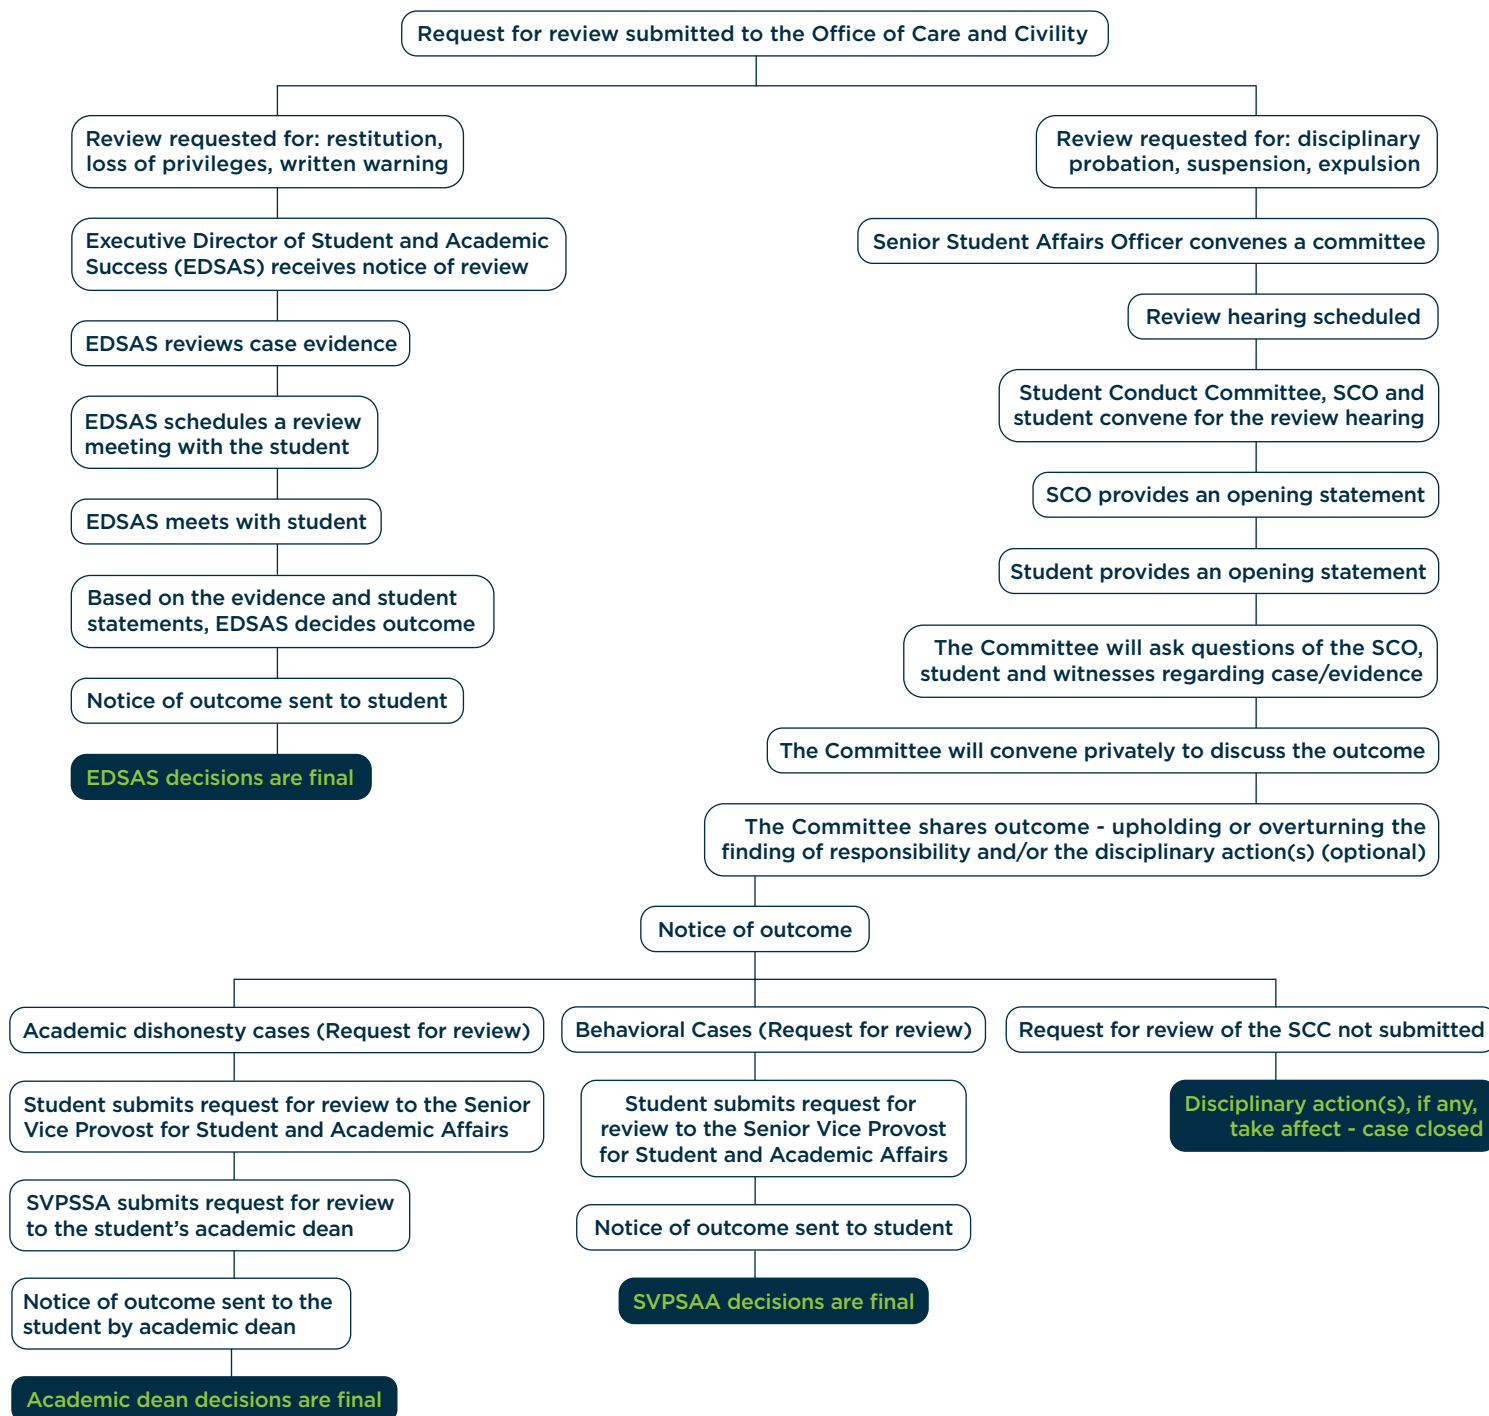 Request for review submitted to the Office of Care and Civility
Review requested for: restitution,
loss of privileges, written warning
Executive Director of Student and Academic
Success (EDSAS) receives notice of review
EDSAS reviews case evidence
EDSAS schedules a review
meeting with the student
EDSAS meets with student
Based on the evidence and student
statements, EDSAS decides outcome
Notice of outcome sent to student
EDSAS decisions are final
Review requested for: disciplinary
probation, suspension, expulsion
Senior Student Affairs Officer convenes a committee
Review hearing scheduled
Student Conduct Committee, SCO and
student convene for the review hearing
SCO provides an opening statement
Student provides an opening statement
The Committee will ask questions of the SCO,
student and witnesses regarding case/evidence
The Committee will convene privately to discuss the outcome
The Committee shares outcome - upholding or overturning the
finding of responsibility and/or the disciplinary action(s) (optional)
Notice of outcome
Academic dishonesty cases (Request for review)
Student submits request for review to the Senior
Vice Provost for Student and Academic Affairs
SVPSSA submits request for review
to the student's academic dean
Notice of outcome sent to the
student by academic dean
Academic dean decisions are final
Behavioral Cases (Request for review)
Student submits request for
review to the Senior Vice Provost
for Student and Academic Affairs
Notice of outcome sent to student
SVPSAA decisions are final
Request for review of the SCC not submitted
Disciplinary action(s), if any,
take affect - case closed